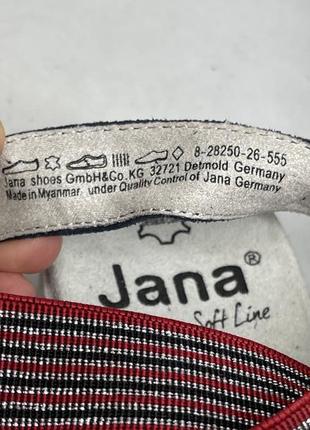 8-28250-26-555
Jana shoes GmbH&Co.KG 32721 Detmold Germany
Made in Myanmar. under Quality Control of Jana Germany
Jana®
Soft Line